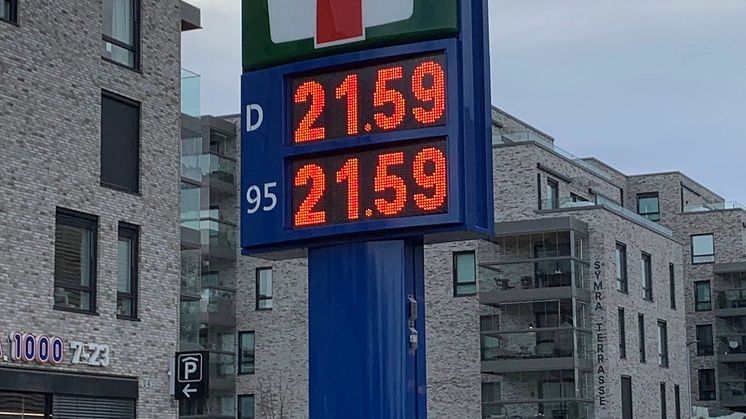 D 21.59
95 21.59
1000 7-23
P
SYMRA TERRASSE